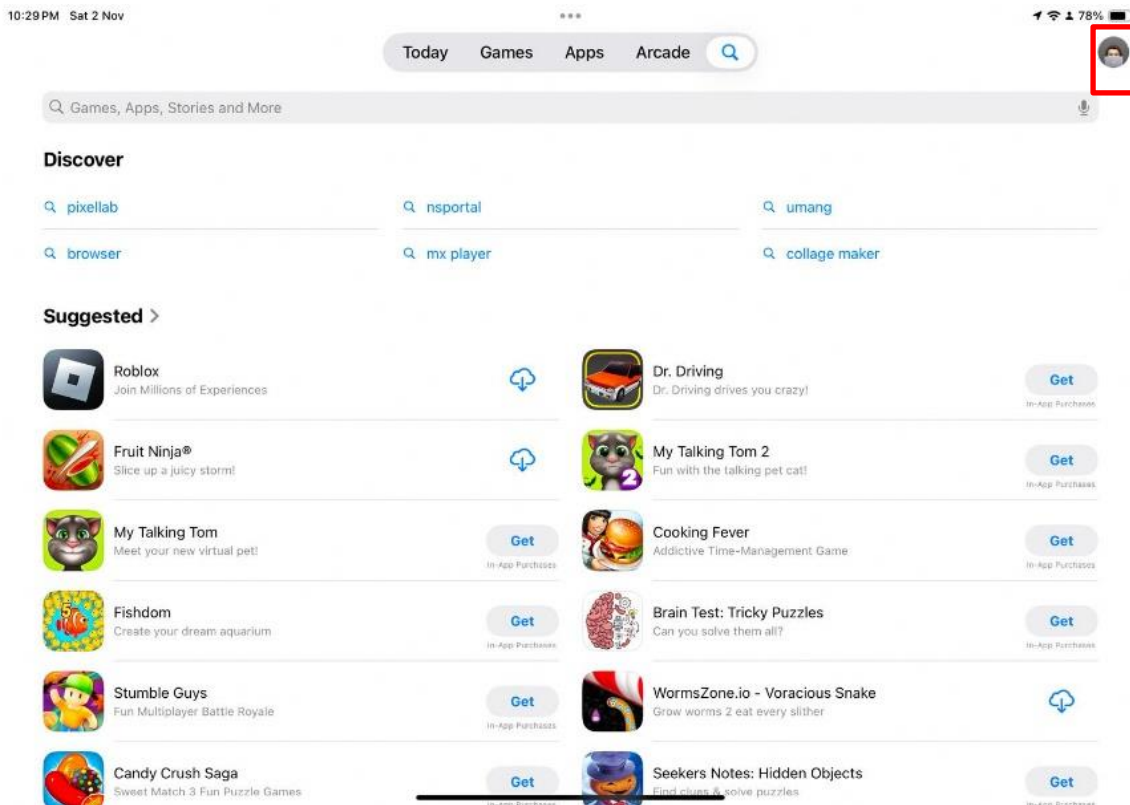 10:29 PM Sat 2 Nov
78%
Today Games Apps Arcade
Games, Apps, Stories and More
Discover
pixellab nsportal umang
browser mx player collage maker
Suggested >
Roblox
Join Millions of Experiences
Dr. Driving
Dr. Driving drives you crazy!
Get
In-App Purchases
Fruit Ninja®
Slice up a juicy storm!
My Talking Tom 2
Fun with the talking pet cat!
2
Get
In-App Purchases
My Talking Tom
Meet your new virtual pet!
Get
In-App Purchases
Cooking Fever
Addictive Time-Management Game
Get
In-App Purchases
Fishdom
Create your dream aquarium
Get
In-App Purchases
Brain Test: Tricky Puzzles
Can you solve them all?
Get
In-App Purchases
Stumble Guys
Fun Multiplayer Battle Royale
Get
In-App Purchases
WormsZone.io - Voracious Snake
Grow worms 2 eat every slither
Candy Crush Saga
Sweet Match 3 Fun Puzzle Games
Get
In-App Purchases
Seekers Notes: Hidden Objects
Find clues & solve puzzles
Get
In-App Purchases